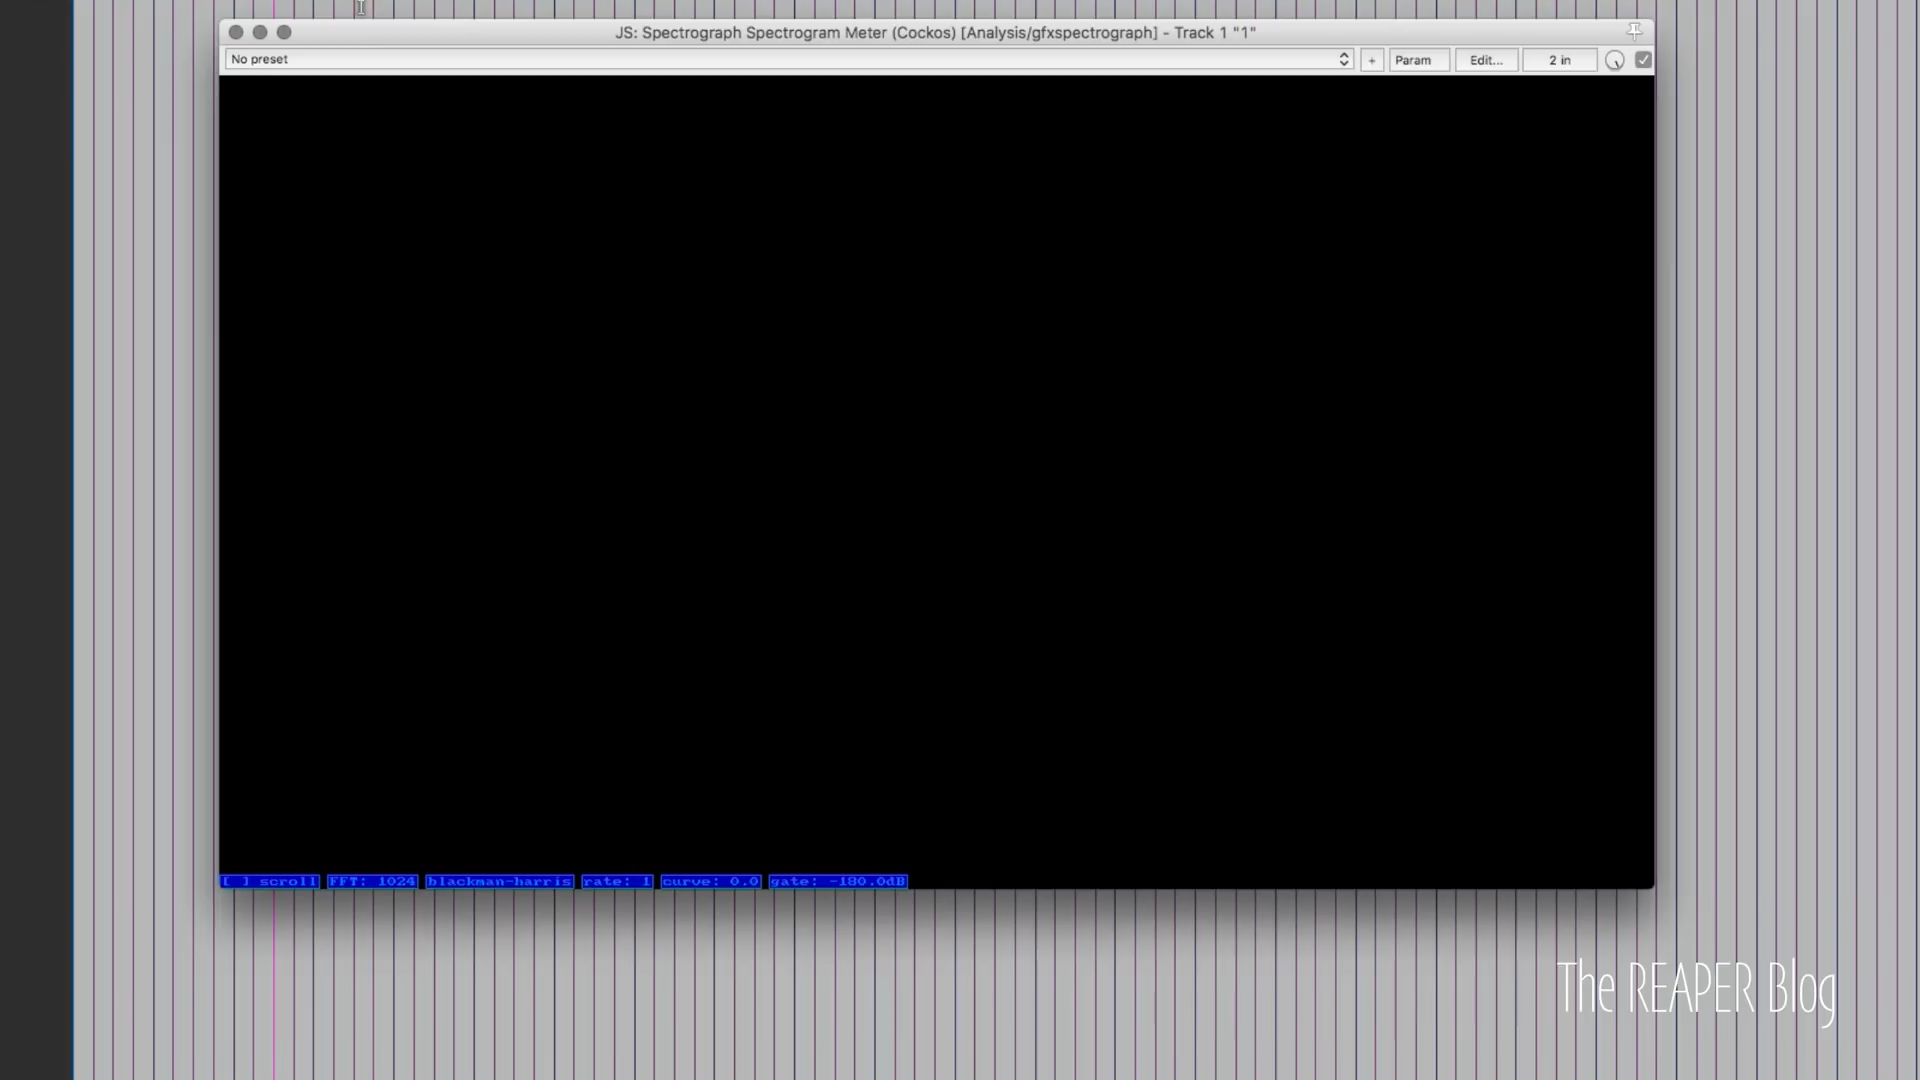 JS: Spectrograph Spectrogram Meter (Cockos) [Analysis/gfxspectrograph] - Track 1 "1"
No preset
+
Param
Edit...
2 in
[ ] scroll
FFT: 1024
blackman-harris
rate: 1
curve: 0.0
gate: -180.0dB
The REAPER Blog